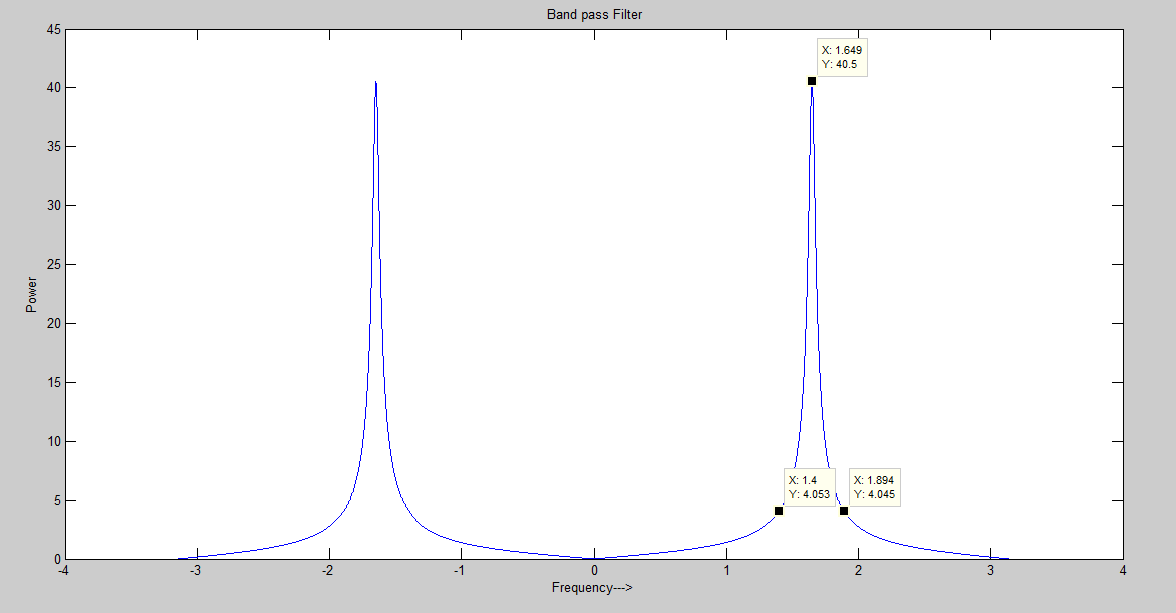 Band pass Filter
45
40
35
30
25
20
15
10
5
0
Power
X: 1.649
Y: 40.5
X: 1.4
Y: 4.053
X: 1.894
Y: 4.045
-4
-3
-2
-1
0
1
2
3
4
Frequency--->